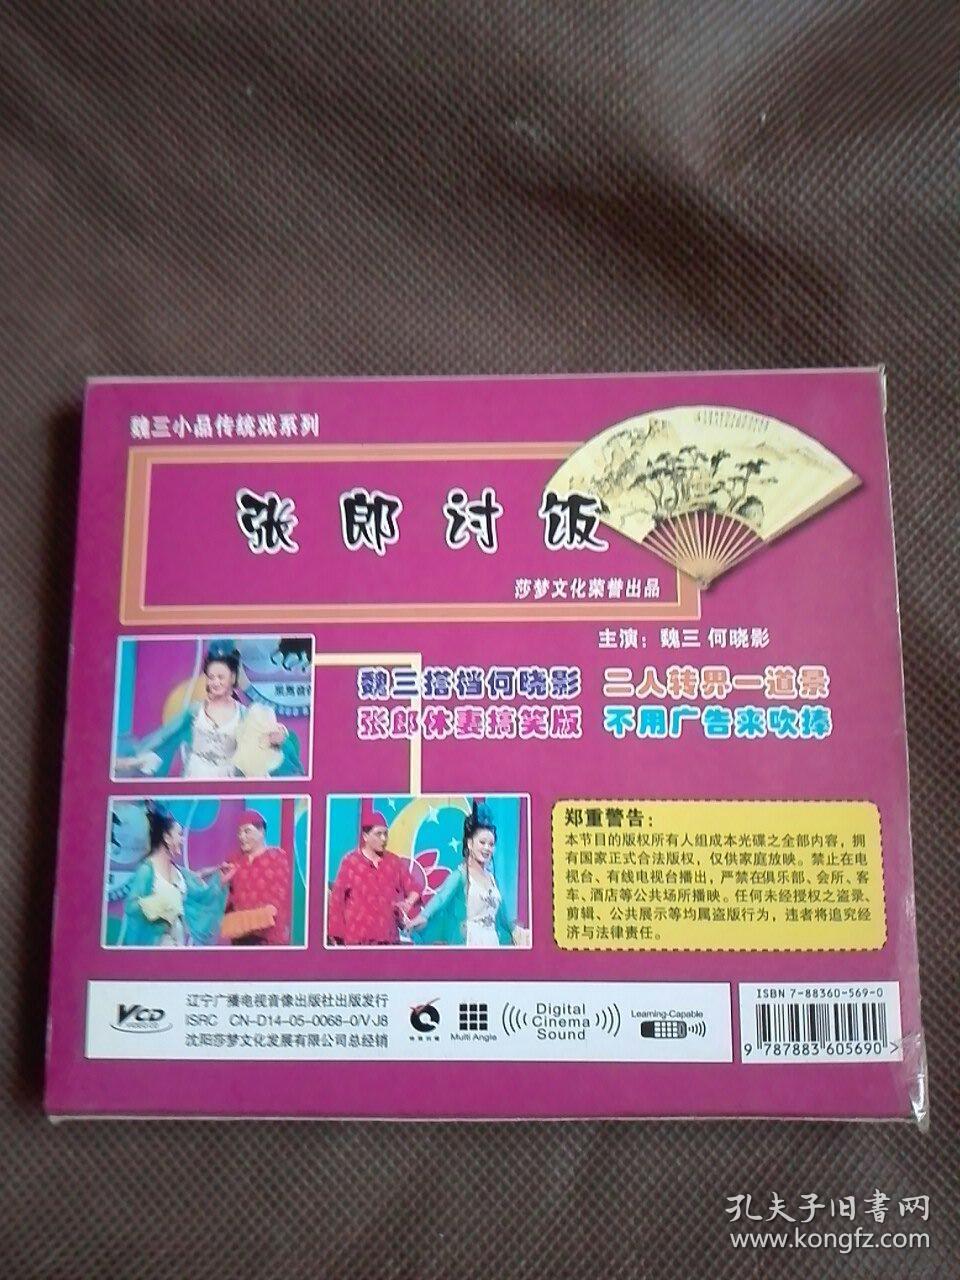 魏三小品传统戏系列
张郎讨饭
莎梦文化荣誉出品
主演：魏三 何晓影
魏三搭档何晓影 二人转界一道景
张郎休妻搞笑版 不用广告来吹捧
郑重警告：
本节目的版权所有人组成本光碟之全部内容，拥
有国家正式合法版权，仅供家庭放映。禁止在电
视台、有线电视台播出，严禁在俱乐部、会所、客
车、酒店等公共场所播映。任何未经授权之盗录、
剪辑、公共展示等均属盗版行为，违者将追究经
济与法律责任。
VCD
VIDEO CD
辽宁广播电视音像出版社出版发行
ISRC CN-D14-05-0068-0/V·J8
沈阳莎梦文化发展有限公司总经销
Multi Angle
Digital
Cinema
Sound
Learning-Capable
ISBN 7-88360-569-0
9 787883 605690 >
孔夫子旧书网
www.kongfz.com